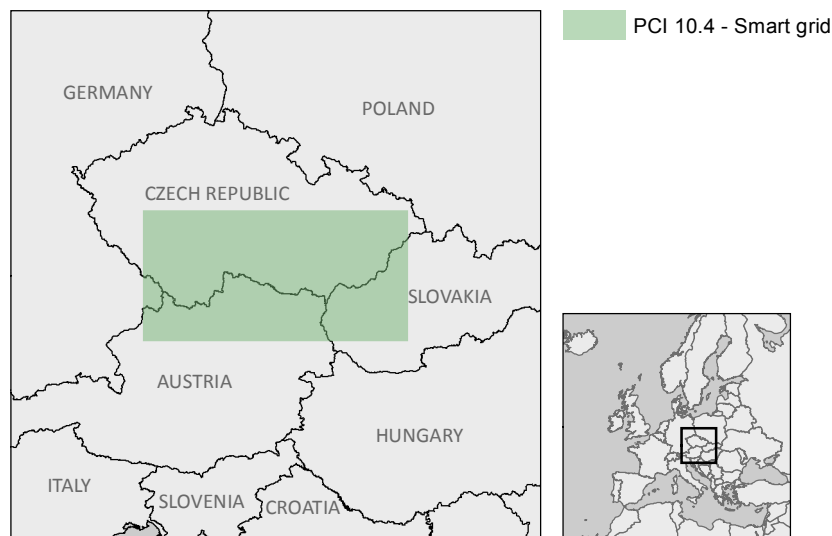 PCI 10.4 - Smart grid
GERMANY
POLAND
CZECH REPUBLIC
SLOVAKIA
AUSTRIA
HUNGARY
ITALY
SLOVENIA
CROATIA